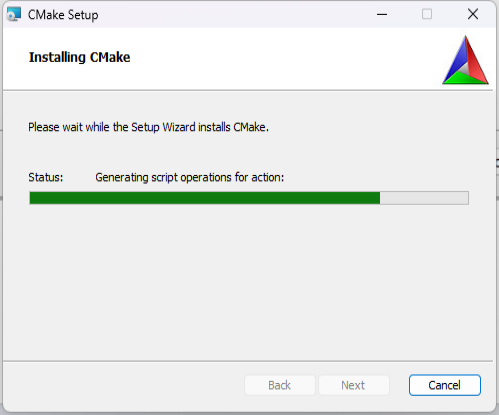 CMake Setup
Installing CMake
Please wait while the Setup Wizard installs CMake.
Status: Generating script operations for action:
Back Next Cancel